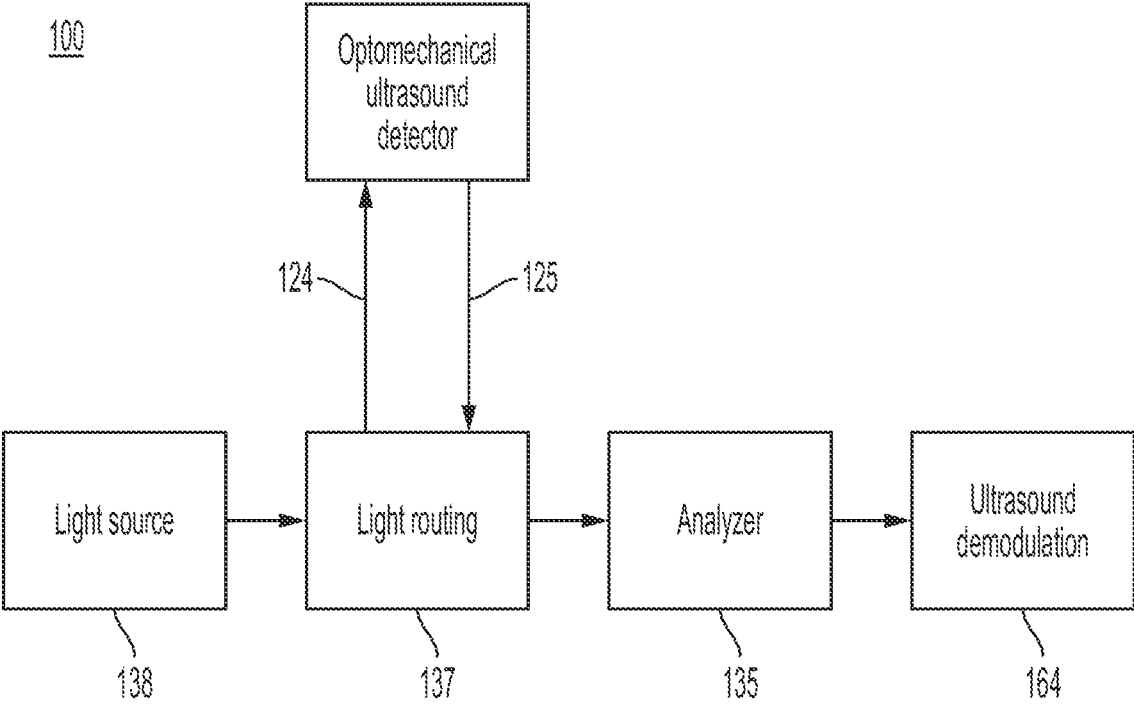 100
Optomechanical
ultrasound
detector
124
125
Light source
Light routing
Analyzer
Ultrasound
demodulation
138
137
135
164